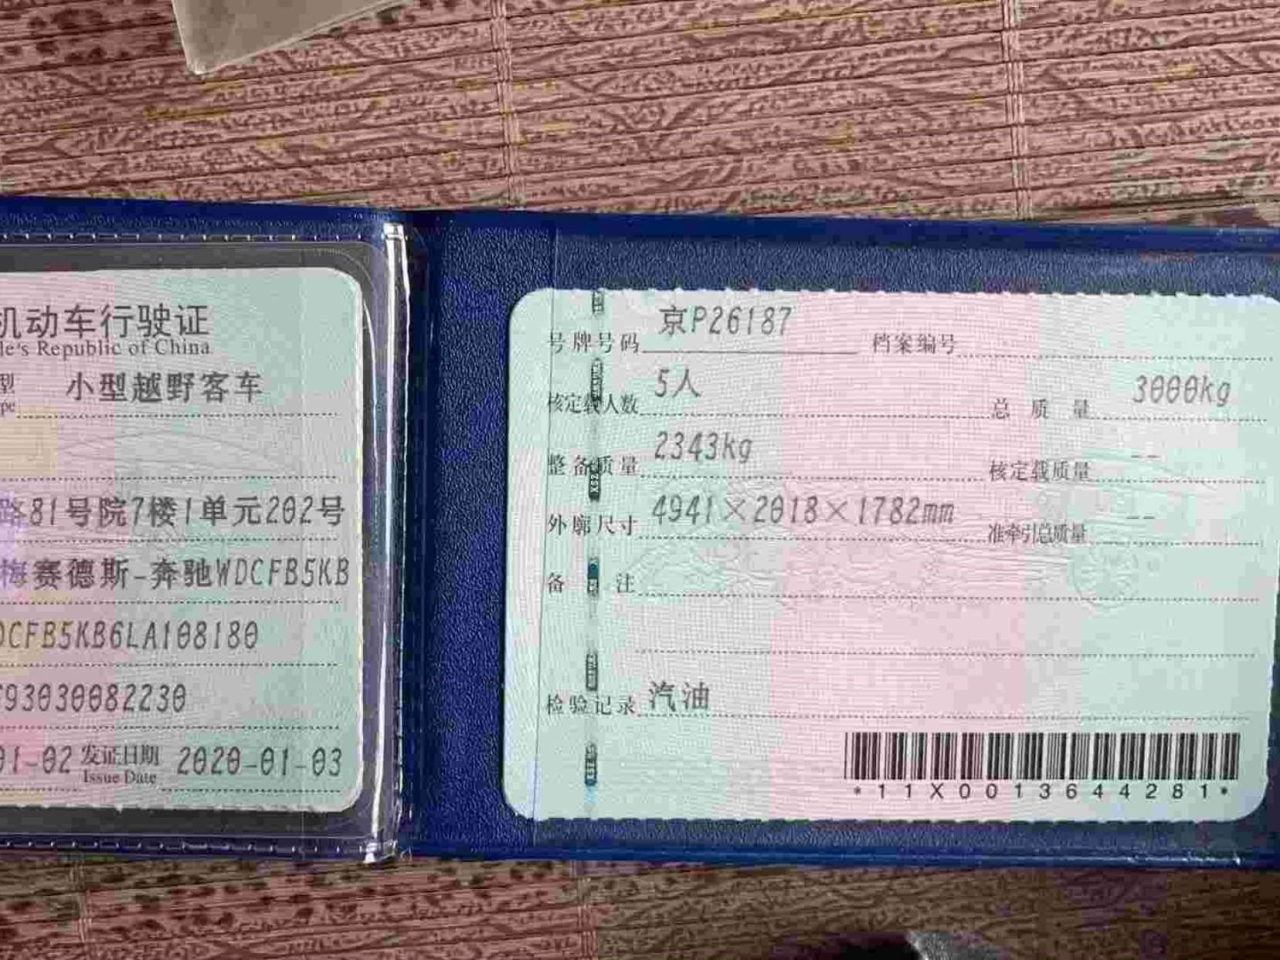 机动车行驶证
le's Republic of China
型 小型越野客车
pe
路81号院7楼1单元202号
梅赛德斯-奔驰WDCFB5KB
DCFB5KB6LA108180
93030082230
01-02 发证日期 2020-01-03
Issue Date
号牌号码 京P26187 档案编号
核定载人数 5人 总质量 3000kg
整备质量 2343kg 核定载质量 --
外廓尺寸 4941×2018×1782mm 准牵引总质量 --
备注
检验记录 汽油
*11X0013644281*